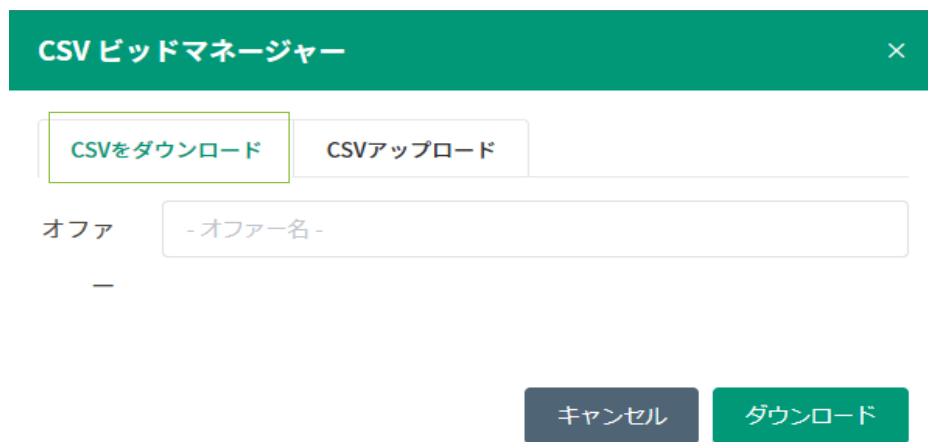 CSV ビッドマネージャー ×
CSVをダウンロード CSVアップロード
オファ - オファー名 -
ー
キャンセル ダウンロード